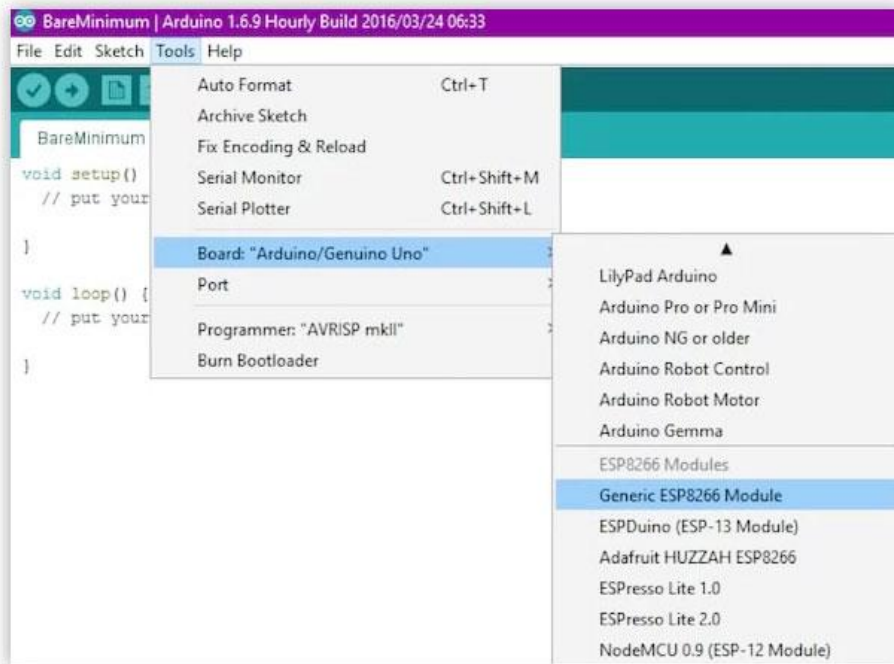 BareMinimum | Arduino 1.6.9 Hourly Build 2016/03/24 06:33
File Edit Sketch Tools Help
BareMinimum
void setup()
// put your
}
void loop() {
// put your
}
Auto Format Ctrl+T
Archive Sketch
Fix Encoding & Reload
Serial Monitor Ctrl+Shift+M
Serial Plotter Ctrl+Shift+L
Board: "Arduino/Genuino Uno"
Port
Programmer: "AVRISP mkII"
Burn Bootloader
LilyPad Arduino
Arduino Pro or Pro Mini
Arduino NG or older
Arduino Robot Control
Arduino Robot Motor
Arduino Gemma
ESP8266 Modules
Generic ESP8266 Module
ESPDuino (ESP-13 Module)
Adafruit HUZZAH ESP8266
ESPresso Lite 1.0
ESPresso Lite 2.0
NodeMCU 0.9 (ESP-12 Module)